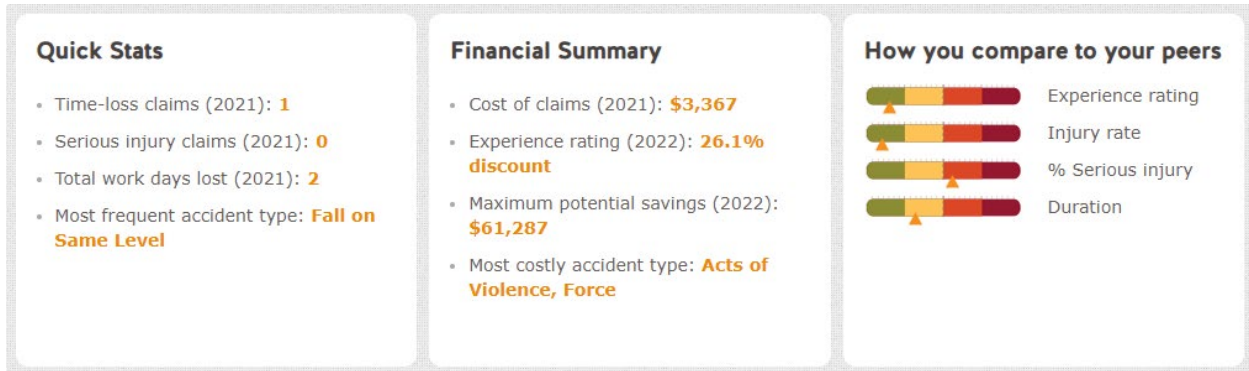 Quick Stats
Time-loss claims (2021): 1
Serious injury claims (2021): 0
Total work days lost (2021): 2
Most frequent accident type: Fall on
Same Level
Financial Summary
Cost of claims (2021): $3,367
Experience rating (2022): 26.1%
discount
Maximum potential savings (2022):
$61,287
Most costly accident type: Acts of
Violence, Force
How you compare to your peers
Experience rating
Injury rate
% Serious injury
Duration